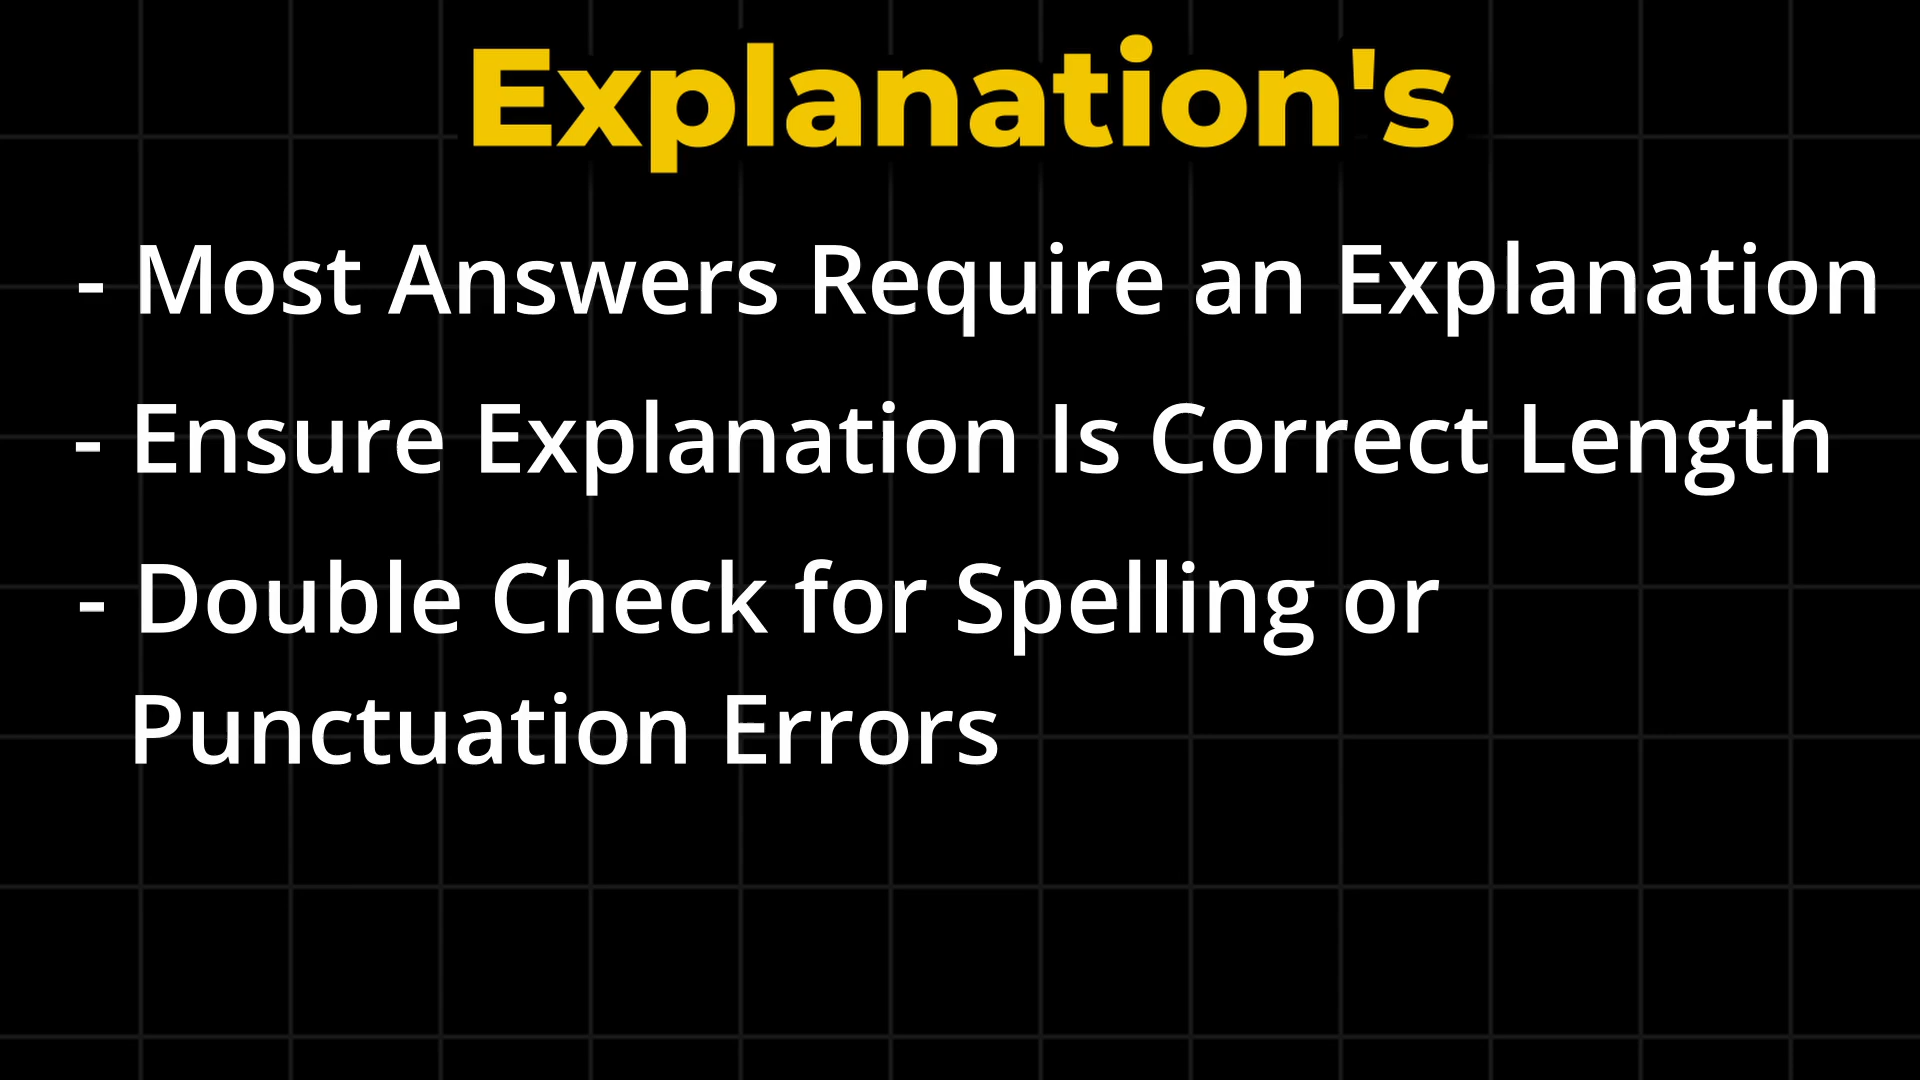 Explanation's
- Most Answers Require an Explanation
- Ensure Explanation Is Correct Length
- Double Check for Spelling or
Punctuation Errors